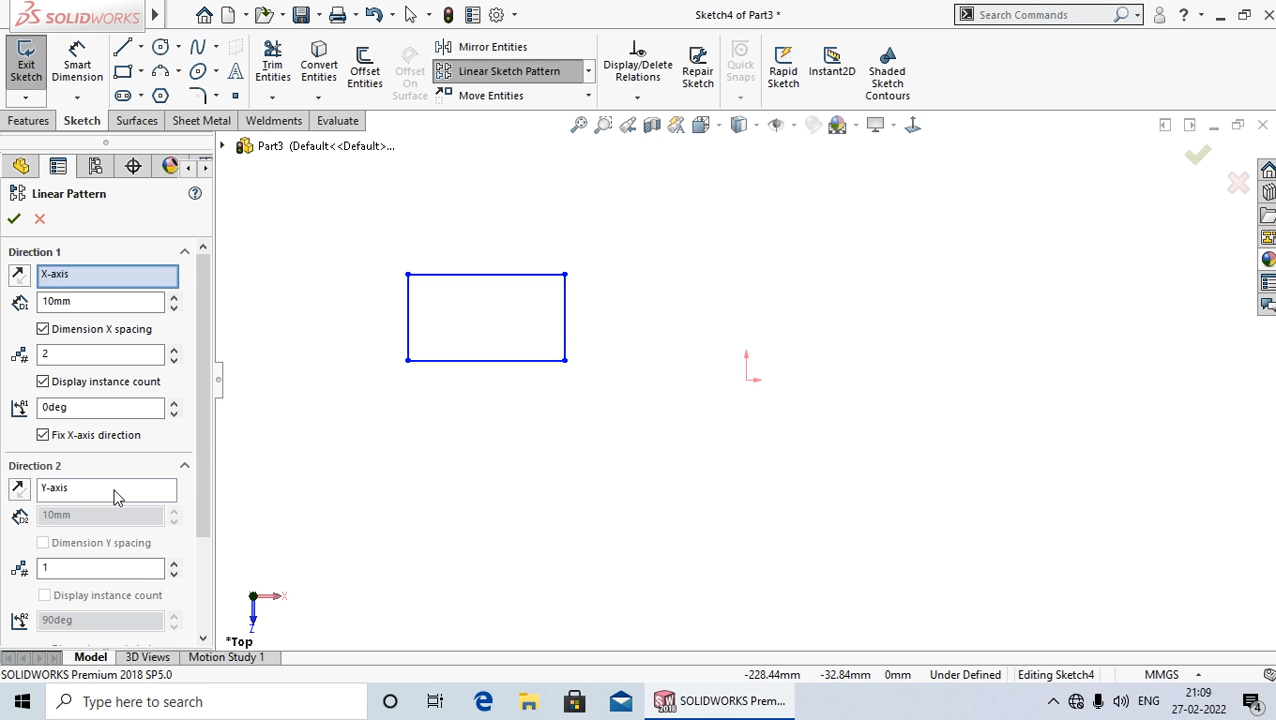 SOLIDWORKS
Sketch4 of Part3 *
Search Commands
?
Exit Sketch
Smart Dimension
Trim Entities
Convert Entities
Offset Entities
Offset On Surface
Mirror Entities
Linear Sketch Pattern
Move Entities
Display/Delete Relations
Repair Sketch
Quick Snaps
Rapid Sketch
Instant2D
Shaded Sketch Contours
Features
Sketch
Surfaces
Sheet Metal
Weldments
Evaluate
Part3 (Default<<Default>...
Linear Pattern
Direction 1
X-axis
10mm
Dimension X spacing
2
Display instance count
0deg
Fix X-axis direction
Direction 2
Y-axis
10mm
Dimension Y spacing
1
Display instance count
90deg
X
Z
*Top
Model
3D Views
Motion Study 1
SOLIDWORKS Premium 2018 SP5.0
-228.44mm
-32.84mm
0mm
Under Defined
Editing Sketch4
MMGS
Type here to search
SOLIDWORKS Prem...
ENG
21:09
27-02-2022
4